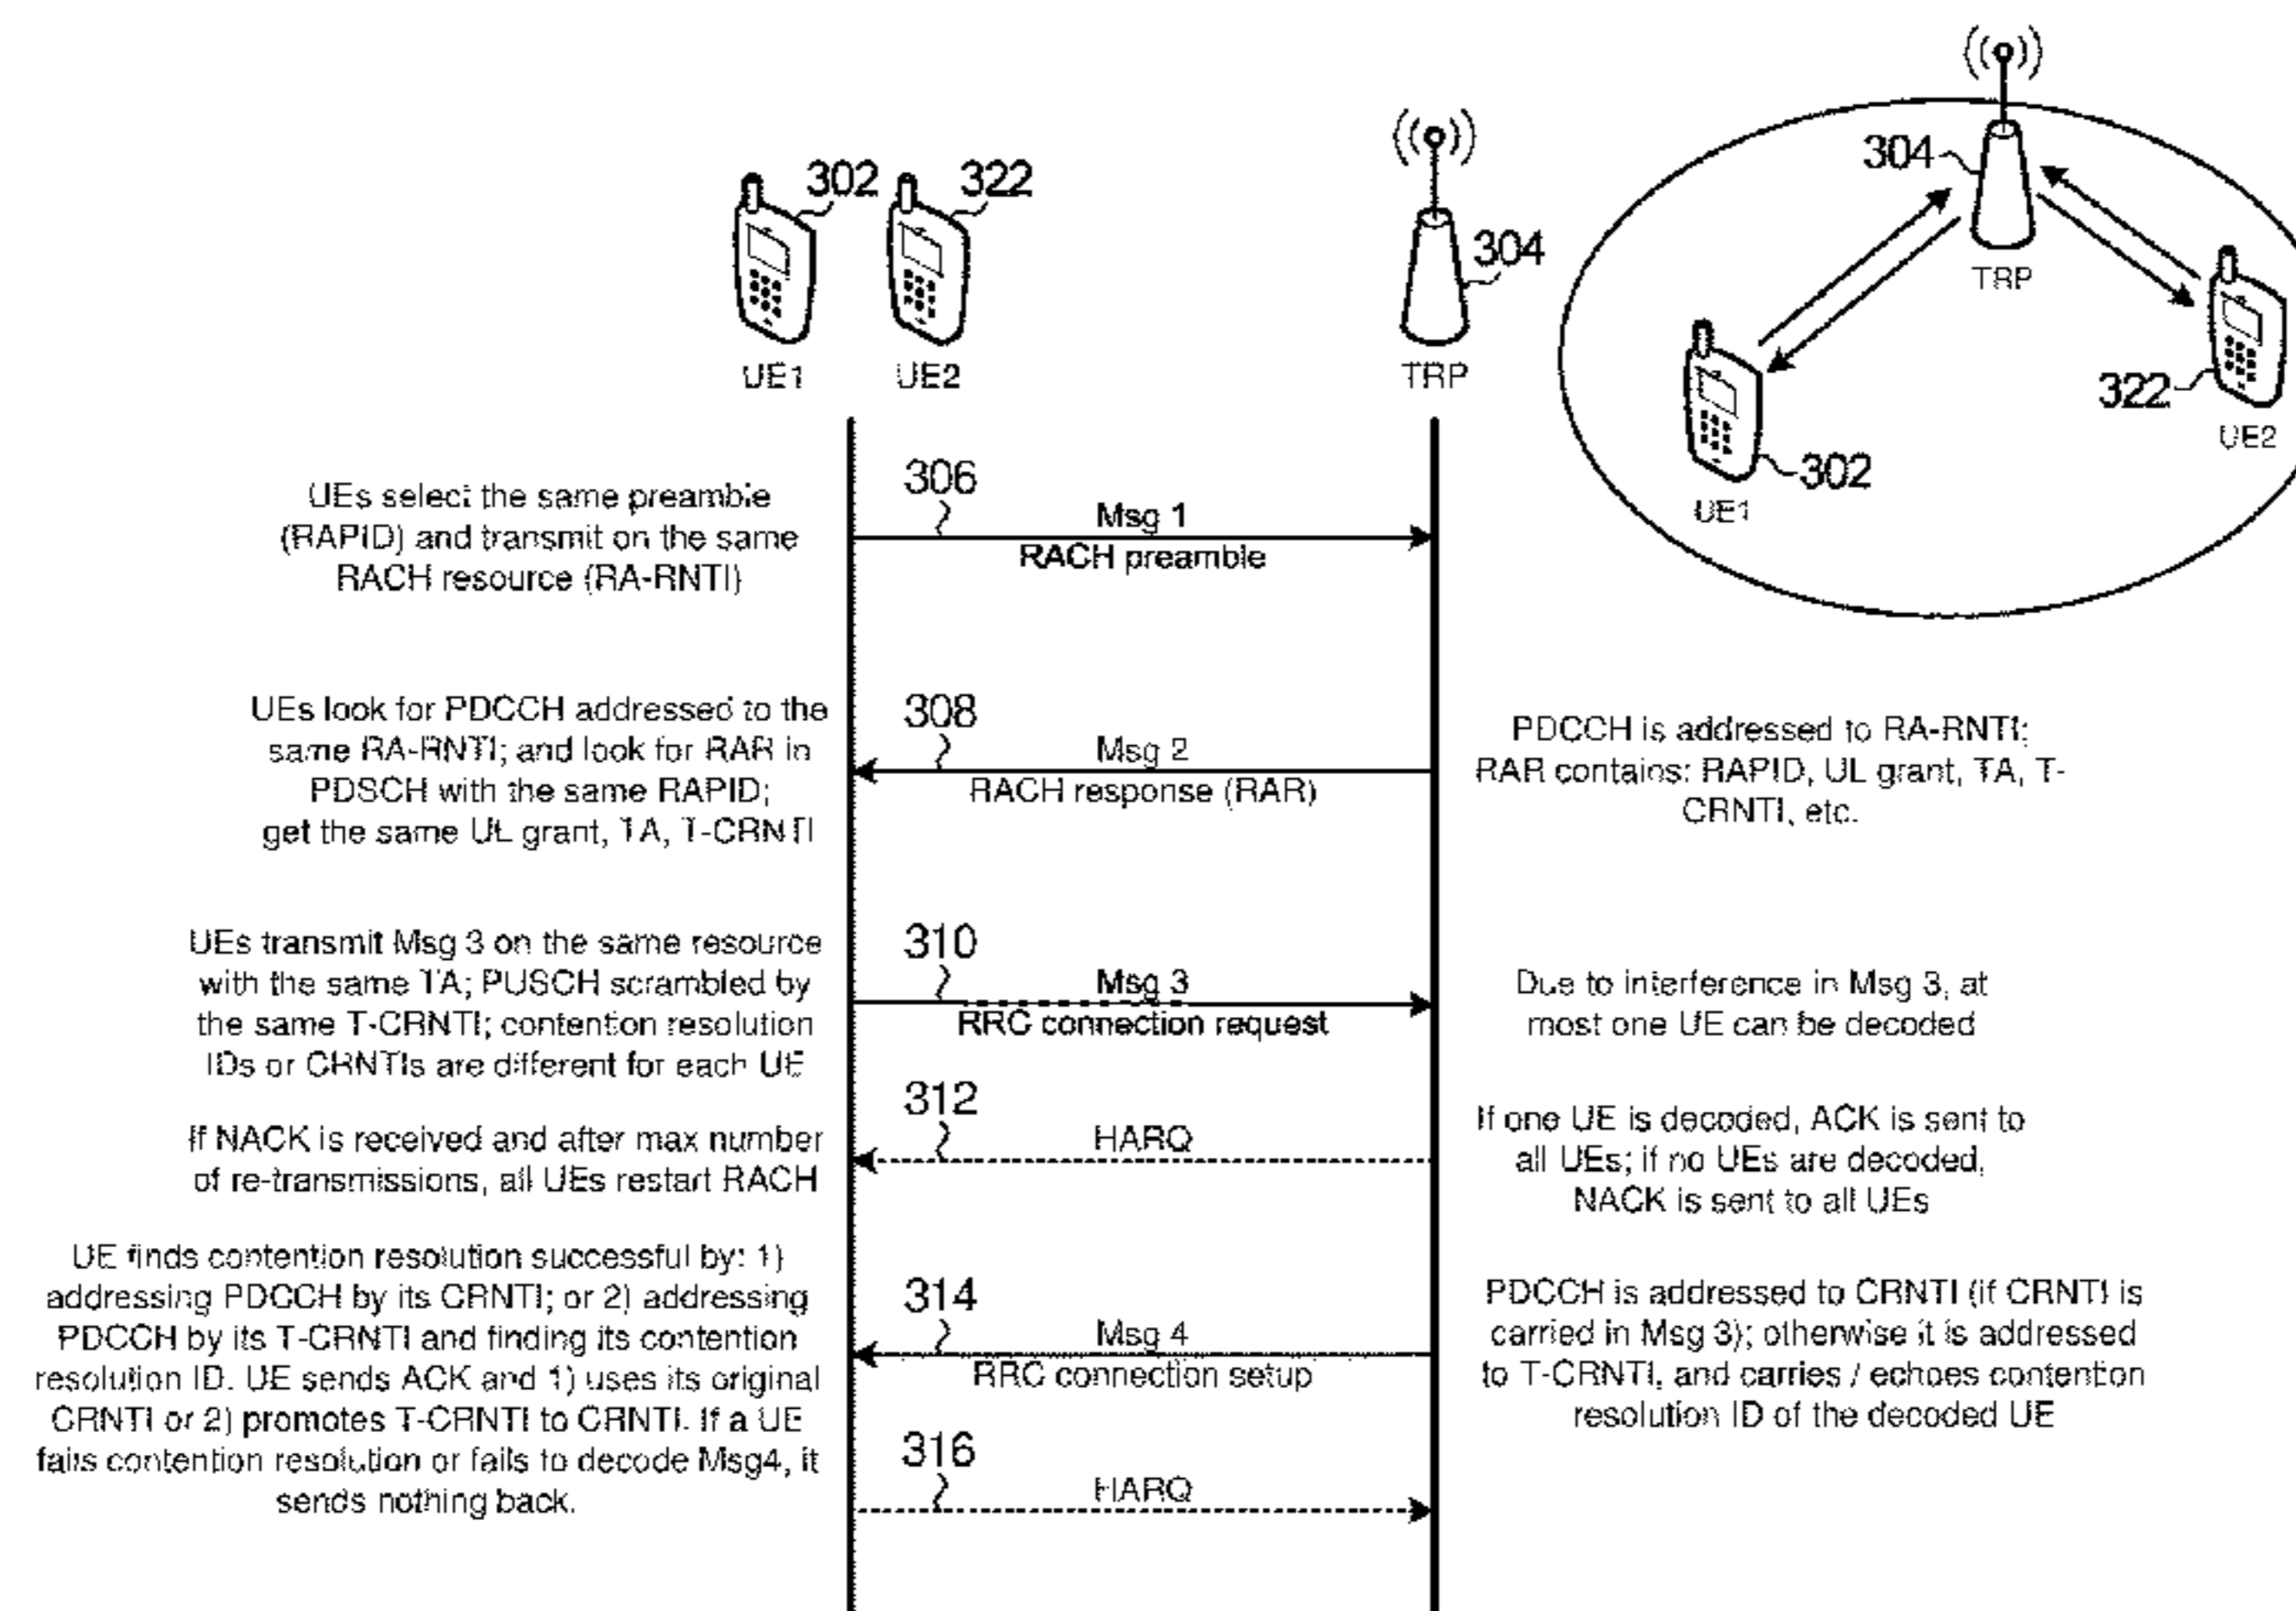 302
322
304
UE1
UE2
TRP
304
TRP
302
UE1
322
UE2
UEs select the same preamble
(RAPID) and transmit on the same
RACH resource (RA-RNTI)
306
Msg 1
RACH preamble
UEs look for PDCCH addressed to the
same RA-RNTI; and look for RAR in
PDSCH with the same RAPID;
get the same UL grant, TA, T-CRNTI
308
Msg 2
RACH response (RAR)
PDCCH is addressed to RA-RNTI;
RAR contains: RAPID, UL grant, TA, T-
CRNTI, etc.
UEs transmit Msg 3 on the same resource
with the same TA; PUSCH scrambled by
the same T-CRNTI; contention resolution
IDs or CRNTIs are different for each UE
310
Msg 3
RRC connection request
Due to interference in Msg 3, at
most one UE can be decoded
If NACK is received and after max number
of re-transmissions, all UEs restart RACH
312
HARQ
If one UE is decoded, ACK is sent to
all UEs; if no UEs are decoded,
NACK is sent to all UEs
UE finds contention resolution successful by: 1)
addressing PDCCH by its CRNTI; or 2) addressing
PDCCH by its T-CRNTI and finding its contention
resolution ID. UE sends ACK and 1) uses its original
CRNTI or 2) promotes T-CRNTI to CRNTI. If a UE
fails contention resolution or fails to decode Msg4, it
sends nothing back.
314
Msg 4
RRC connection setup
PDCCH is addressed to CRNTI (if CRNTI is
carried in Msg 3); otherwise it is addressed
to T-CRNTI, and carries / echoes contention
resolution ID of the decoded UE
316
HARQ